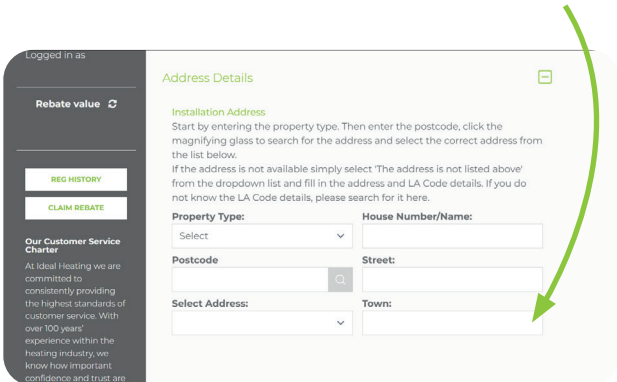 Logged in as
Rebate value
REG HISTORY
CLAIM REBATE
Our Customer Service
Charter
At Ideal Heating we are
committed to
consistently providing
the highest standards of
customer service. With
over 100 years'
experience within the
heating industry, we
know how important
confidence and trust are
Address Details
Installation Address
Start by entering the property type. Then enter the postcode, click the
magnifying glass to search for the address and select the correct address from
the list below.
If the address is not available simply select 'The address is not listed above'
from the dropdown list and fill in the address and LA Code details. If you do
not know the LA Code details, please search for it here.
Property Type: House Number/Name:
Select
Postcode Street:
Select Address: Town: